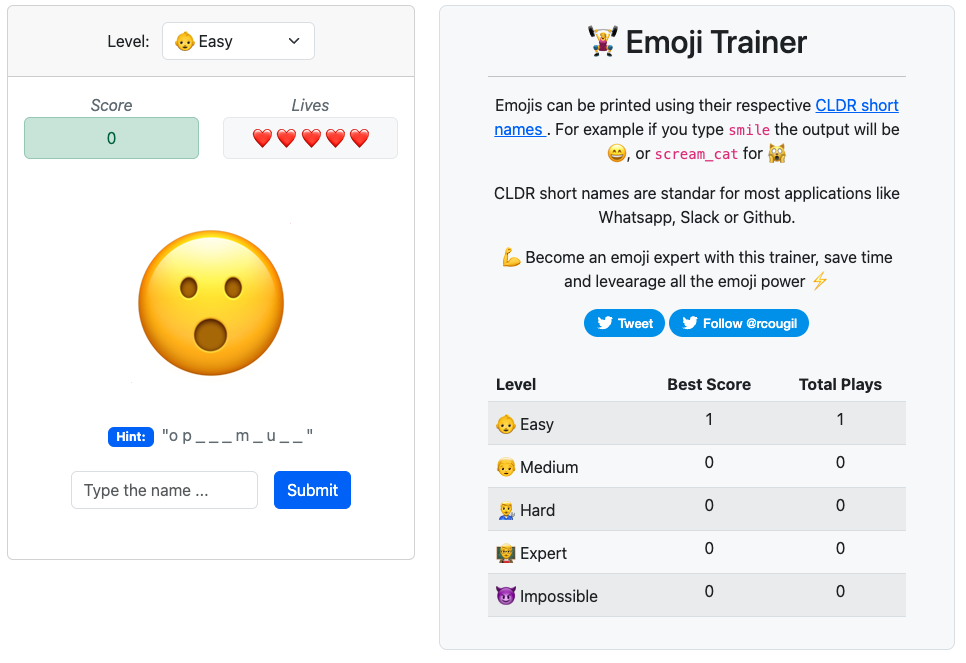 Level: 👶 Easy
Score Lives
0 ❤️❤️❤️❤️❤️
Hint: "o p _ _ _ m _ u _ _ "
Type the name ... Submit
🏋️‍♀️ Emoji Trainer
Emojis can be printed using their respective CLDR short
names . For example if you type smile the output will be
😄, or scream_cat for 🙀
CLDR short names are standar for most applications like
Whatsapp, Slack or Github.
💪 Become an emoji expert with this trainer, save time
and levearage all the emoji power ⚡
Tweet Follow @rcougil
Level Best Score Total Plays
👶 Easy 1 1
👴 Medium 0 0
👨‍🎨 Hard 0 0
👨‍🏫 Expert 0 0
😈 Impossible 0 0